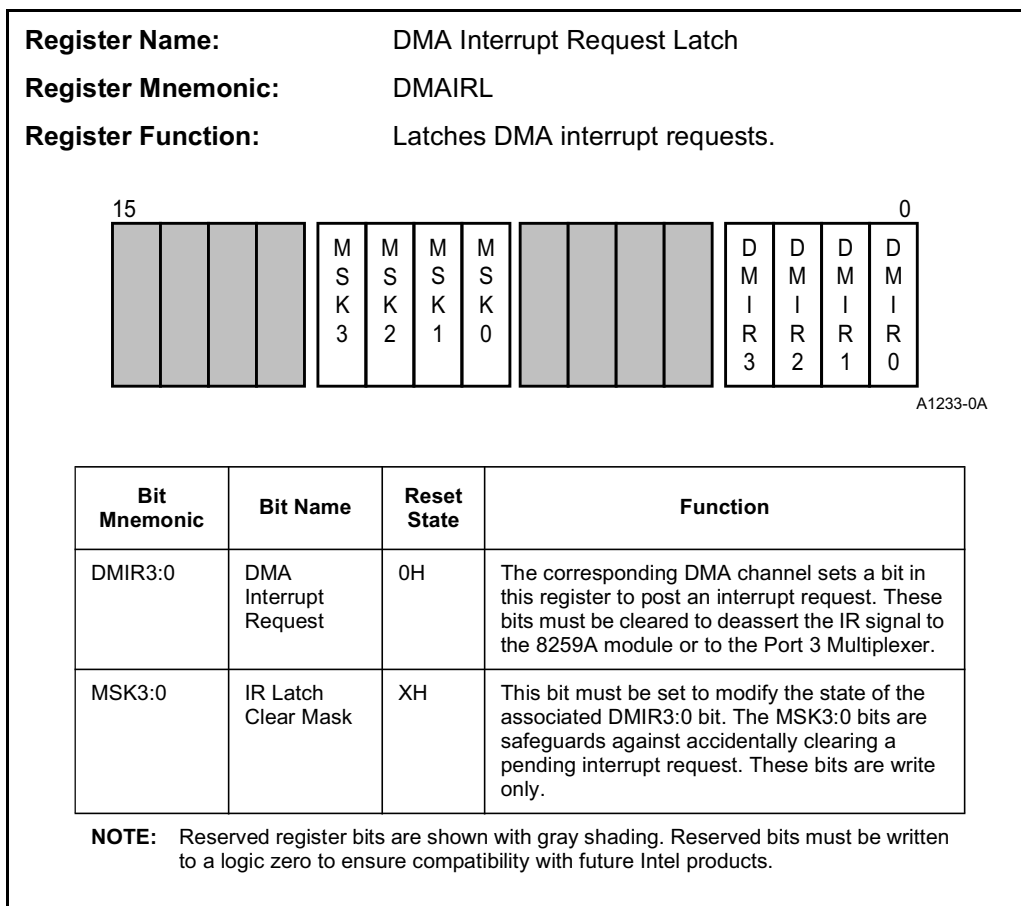 Register Name: DMA Interrupt Request Latch
Register Mnemonic: DMAIRL
Register Function: Latches DMA interrupt requests.
15 0
MSK3 MSK2 MSK1 MSK0 DMIR3 DMIR2 DMIR1 DMIR0
A1233-0A
Bit Mnemonic Bit Name Reset State Function
DMIR3:0 DMA Interrupt Request 0H The corresponding DMA channel sets a bit in
this register to post an interrupt request. These
bits must be cleared to deassert the IR signal to
the 8259A module or to the Port 3 Multiplexer.
MSK3:0 IR Latch Clear Mask XH This bit must be set to modify the state of the
associated DMIR3:0 bit. The MSK3:0 bits are
safeguards against accidentally clearing a
pending interrupt request. These bits are write
only.
NOTE: Reserved register bits are shown with gray shading. Reserved bits must be written
to a logic zero to ensure compatibility with future Intel products.